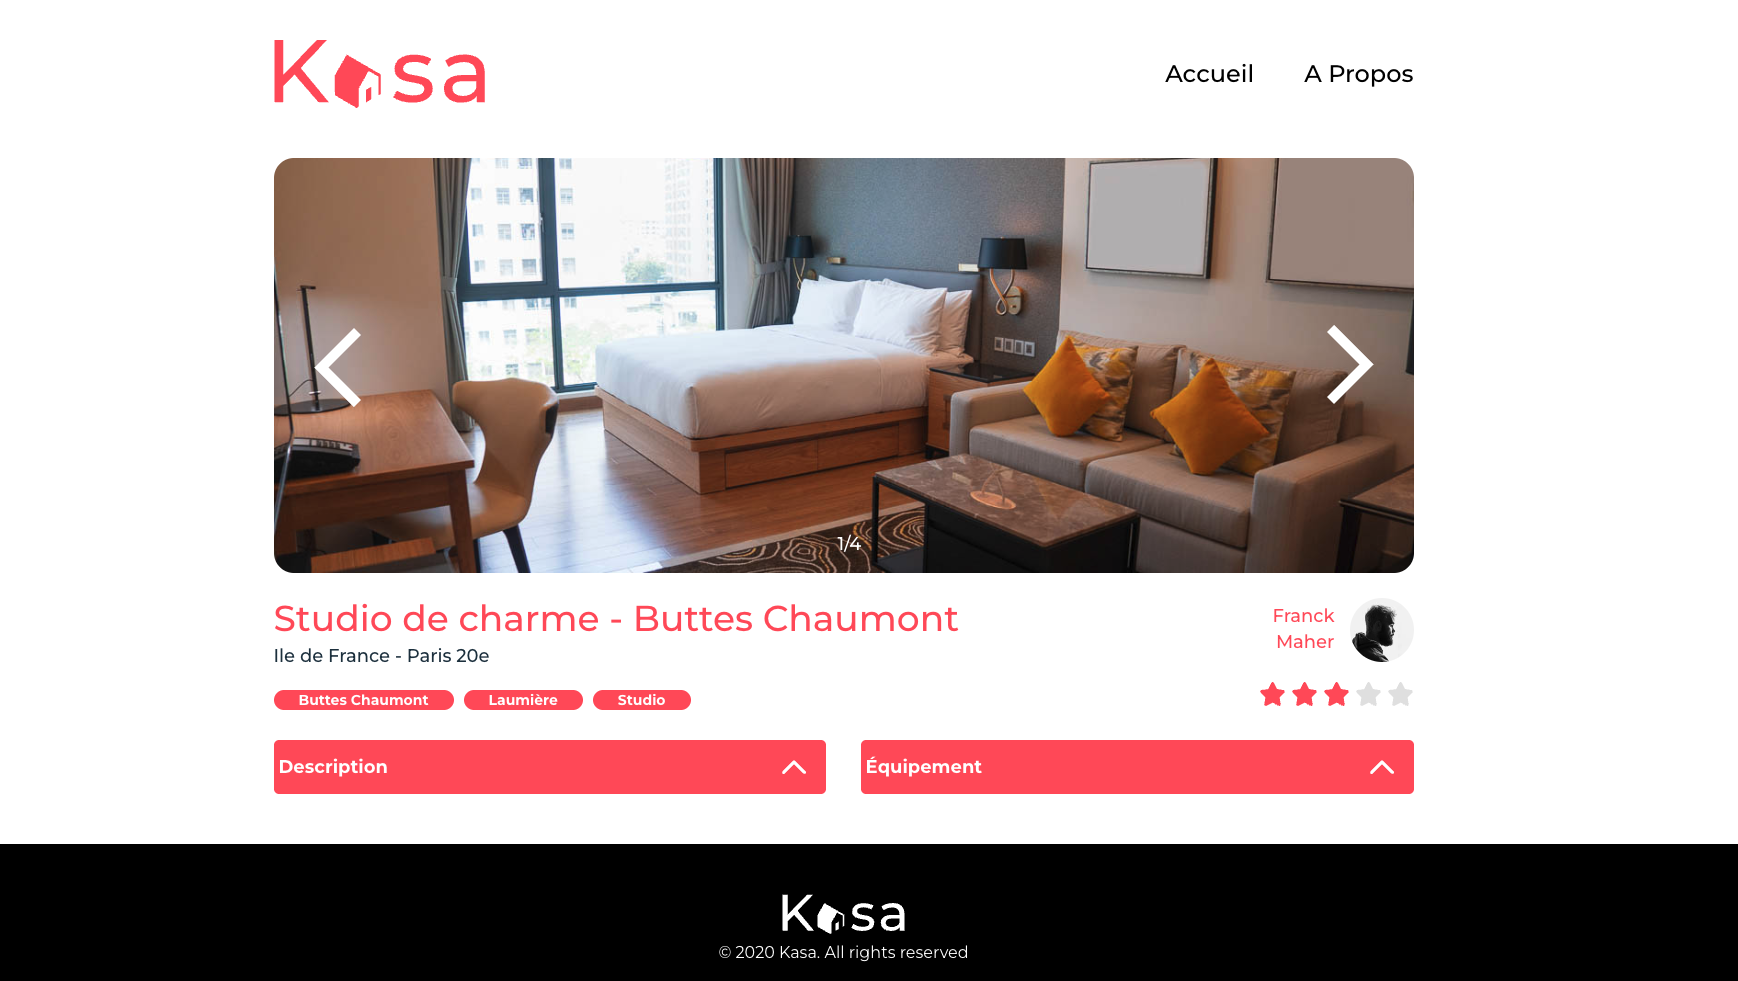 Kasa
Accueil
A Propos
1/4
Studio de charme - Buttes Chaumont
Ile de France - Paris 20e
Franck
Maher
Buttes Chaumont
Laumière
Studio
Description
Équipement
Kasa
© 2020 Kasa. All rights reserved